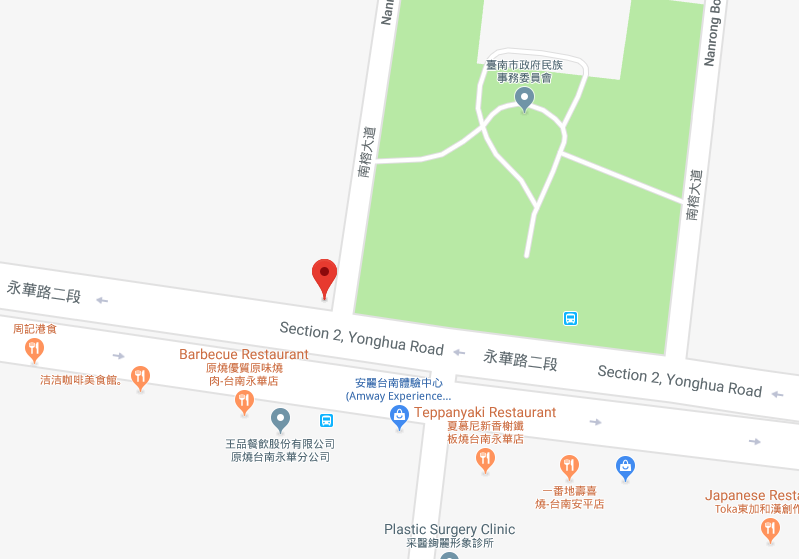 Nanr
Nanrong Bo
臺南市政府民族
事務委員會
南榕大道
南榕大道
永華路二段
Section 2, Yonghua Road
永華路二段
Section 2, Yonghua Road
周記港食
洁洁咖啡美食館。
Barbecue Restaurant
原燒優質原味燒
肉-台南永華店
安麗台南體驗中心
(Amway Experience...
王品餐飲股份有限公司
原燒台南永華分公司
Teppanyaki Restaurant
夏慕尼新香榭鐵
板燒台南永華店
一番地壽喜
燒-台南安平店
Japanese Resta
Toka東加和漢創作
Plastic Surgery Clinic
采醫絢麗形象診所